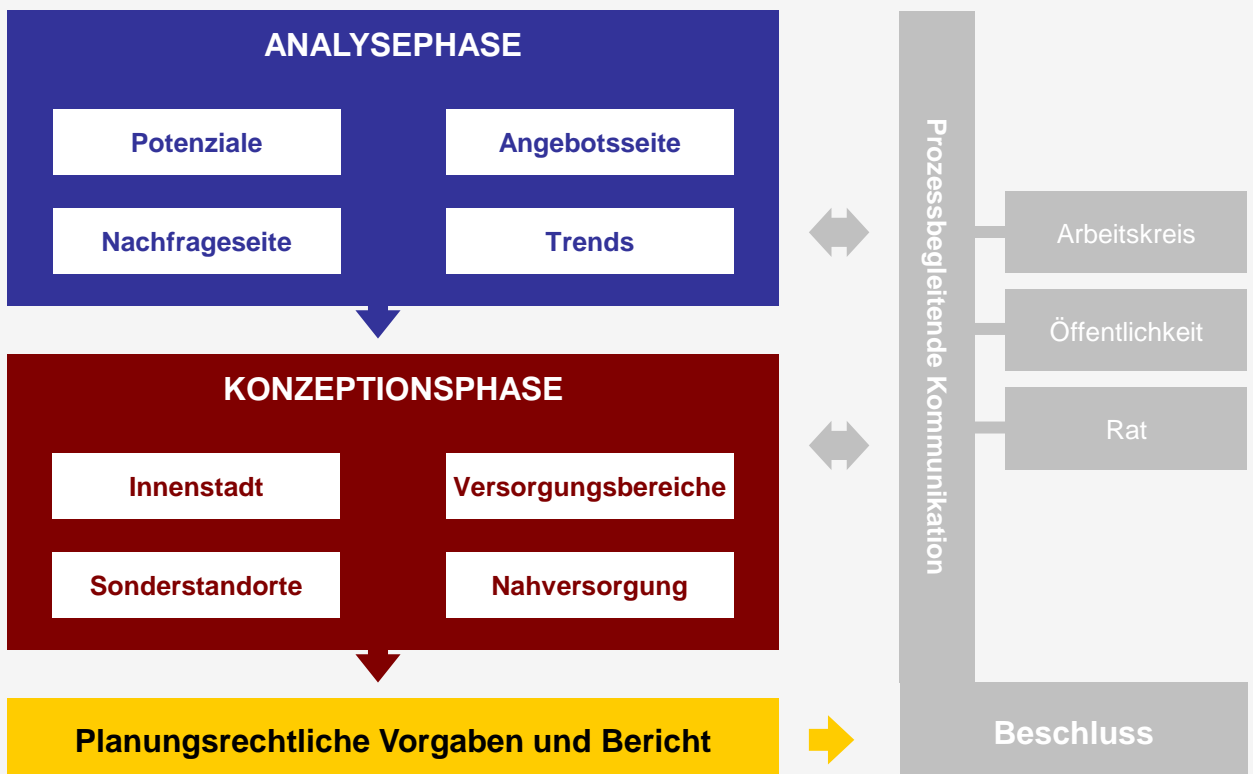 ANALYSEPHASE
Potenziale
Angebotsseite
Nachfrageseite
Trends
KONZEPTIONSPHASE
Innenstadt
Versorgungsbereiche
Sonderstandorte
Nahversorgung
Planungsrechtliche Vorgaben und Bericht
Prozessbegleitende Kommunikation
Arbeitskreis
Öffentlichkeit
Rat
Beschluss